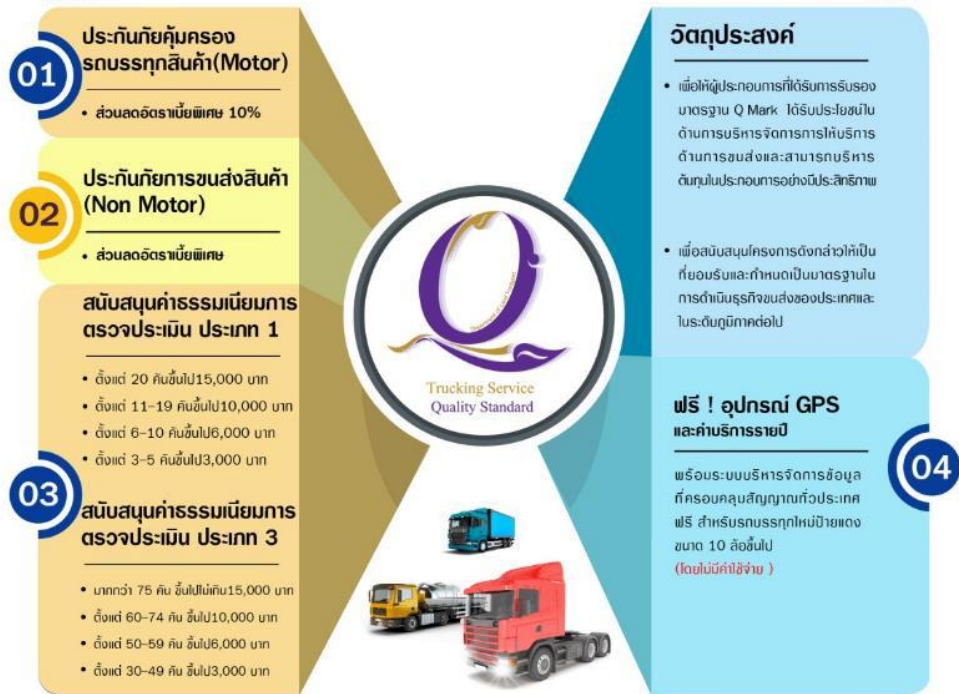 01
ประกันภัยคุ้มครอง
รถบรรทุกสินค้า(Motor)
• ส่วนลดอัตราเบี้ยพิเศษ 10%
02
ประกันภัยการขนส่งสินค้า
(Non Motor)
• ส่วนลดอัตราเบี้ยพิเศษ
03
สนับสนุนค่าธรรมเนียมการ
ตรวจประเมิน ประเภท 1
• ตั้งแต่ 20 คันขึ้นไป15,000 บาท
• ตั้งแต่ 11-19 คันขึ้นไป10,000 บาท
• ตั้งแต่ 6-10 คันขึ้นไป6,000 บาท
• ตั้งแต่ 3-5 คันขึ้นไป3,000 บาท
สนับสนุนค่าธรรมเนียมการ
ตรวจประเมิน ประเภท 3
• มากกว่า 75 คัน ขึ้นไปไม่เกิน15,000 บาท
• ตั้งแต่ 60-74 คัน ขึ้นไป10,000 บาท
• ตั้งแต่ 50-59 คัน ขึ้นไป6,000 บาท
• ตั้งแต่ 30-49 คัน ขึ้นไป3,000 บาท
Q
Department of Land Transport
Trucking Service
Quality Standard
วัตถุประสงค์
• เพื่อให้ผู้ประกอบการที่ได้รับการรับรอง
มาตรฐาน Q Mark ได้รับประโยชน์ใน
ด้านการบริหารจัดการการให้บริการ
ด้านการขนส่งและสามารถบริหาร
ต้นทุนในประกอบการอย่างมีประสิทธิภาพ
• เพื่อสนับสนุนโครงการดังกล่าวให้เป็น
ที่ยอมรับและกำหนดเป็นมาตรฐานใน
การดำเนินธุรกิจขนส่งของประเทศและ
ในระดับภูมิภาคต่อไป
04
ฟรี ! อุปกรณ์ GPS
และค่าบริการรายปี
พร้อมระบบบริหารจัดการข้อมูล
ที่ครอบคลุมสัญญาณทั่วประเทศ
ฟรี สำหรับรถบรรทุกใหม่ป้ายแดง
ขนาด 10 ล้อขึ้นไป
(โดยไม่มีค่าใช้จ่าย )